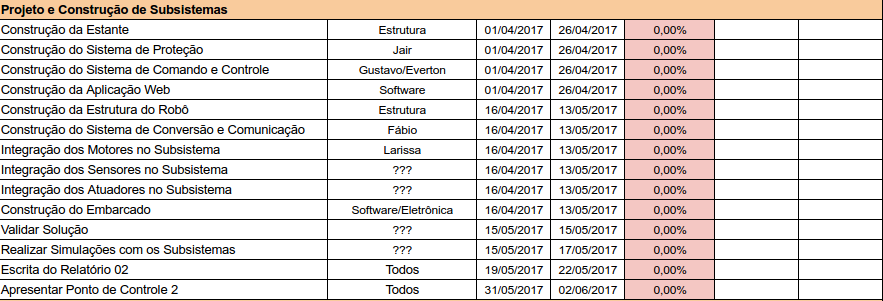 Projeto e Construção de Subsistemas
Construção da Estante Estrutura 01/04/2017 26/04/2017 0,00%
Construção do Sistema de Proteção Jair 01/04/2017 26/04/2017 0,00%
Construção do Sistema de Comando e Controle Gustavo/Everton 01/04/2017 26/04/2017 0,00%
Construção da Aplicação Web Software 01/04/2017 26/04/2017 0,00%
Construção da Estrutura do Robô Estrutura 16/04/2017 13/05/2017 0,00%
Construção do Sistema de Conversão e Comunicação Fábio 16/04/2017 13/05/2017 0,00%
Integração dos Motores no Subsistema Larissa 16/04/2017 13/05/2017 0,00%
Integração dos Sensores no Subsistema ??? 16/04/2017 13/05/2017 0,00%
Integração dos Atuadores no Subsistema ??? 16/04/2017 13/05/2017 0,00%
Construção do Embarcado Software/Eletrônica 16/04/2017 13/05/2017 0,00%
Validar Solução ??? 15/05/2017 15/05/2017 0,00%
Realizar Simulações com os Subsistemas ??? 15/05/2017 17/05/2017 0,00%
Escrita do Relatório 02 Todos 19/05/2017 22/05/2017 0,00%
Apresentar Ponto de Controle 2 Todos 31/05/2017 02/06/2017 0,00%